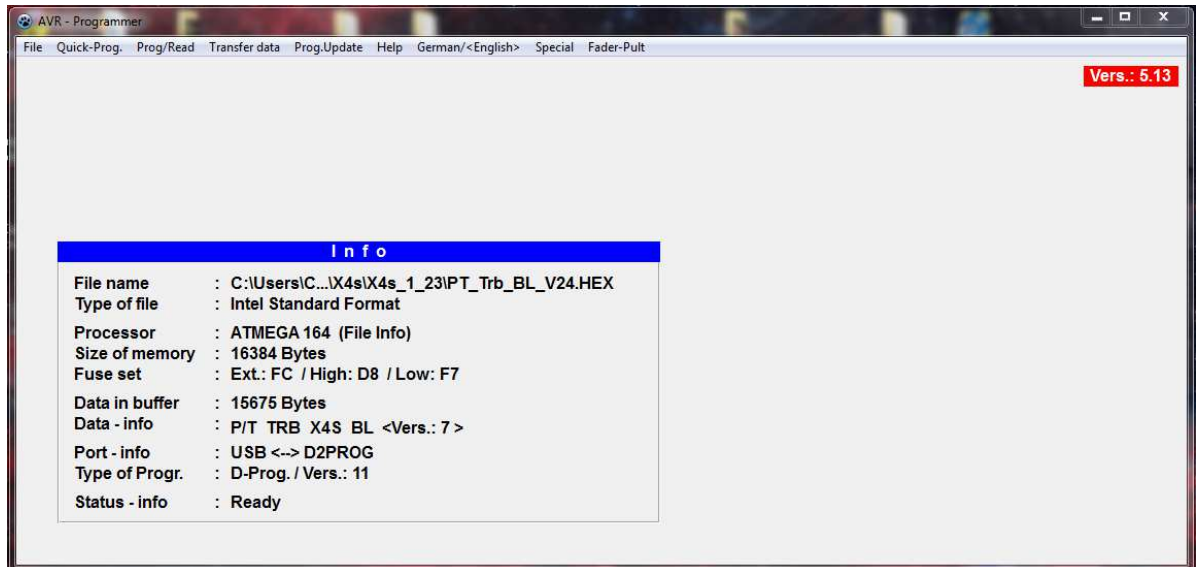 AVR - Programmer
File Quick-Prog. Prog/Read Transfer data Prog.Update Help German/<English> Special Fader-Pult
Vers.: 5.13
Info
File name : C:\Users\C...\X4s\X4s_1_23\PT_Trb_BL_V24.HEX
Type of file : Intel Standard Format
Processor : ATMEGA 164 (File Info)
Size of memory : 16384 Bytes
Fuse set : Ext.: FC / High: D8 / Low: F7
Data in buffer : 15675 Bytes
Data - info : P/T TRB X4S BL <Vers.: 7 >
Port - info : USB <--> D2PROG
Type of Progr. : D-Prog. / Vers.: 11
Status - info : Ready